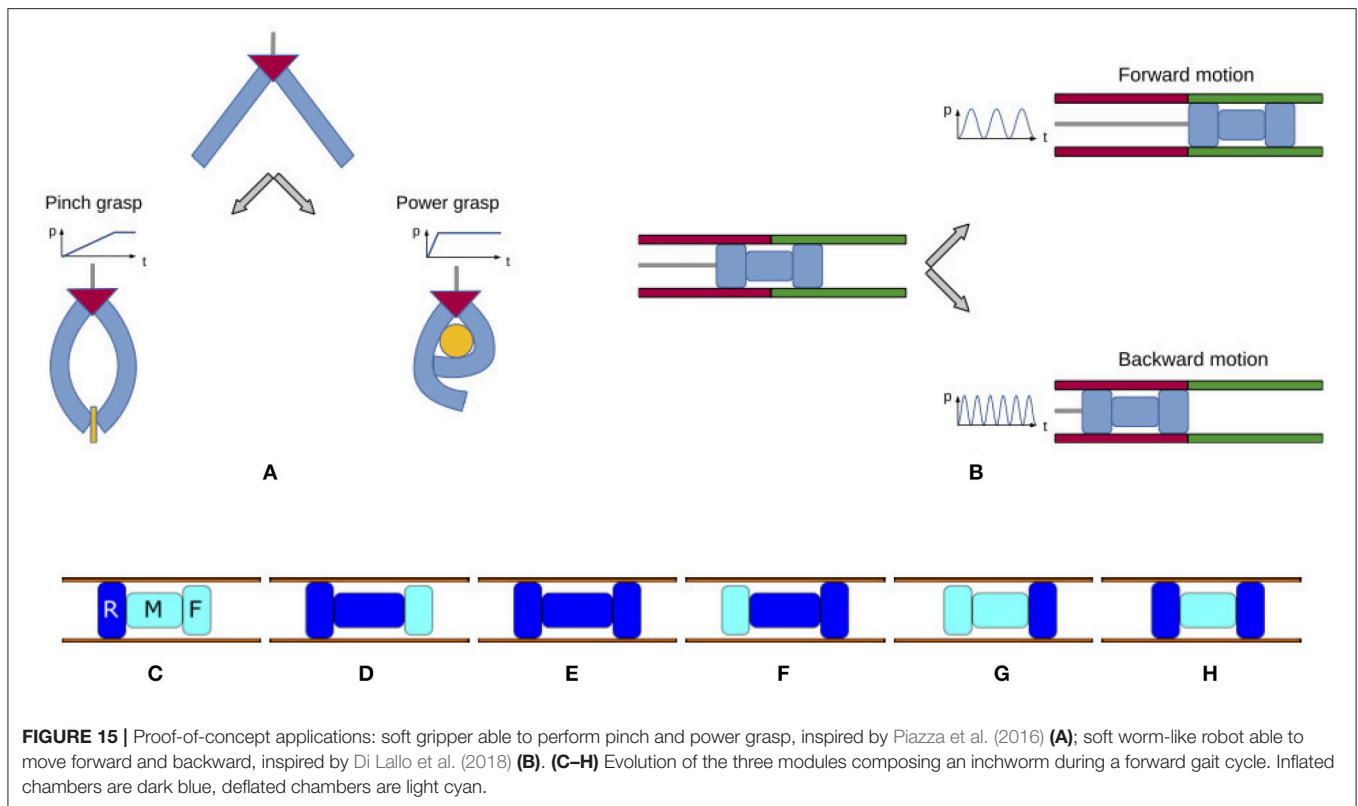 Pinch grasp
p
t
Power grasp
p
t
A
Forward motion
p
t
Backward motion
p
t
B
R M F
C D E F G H
FIGURE 15 | Proof-of-concept applications: soft gripper able to perform pinch and power grasp, inspired by Piazza et al. (2016) (A); soft worm-like robot able to
move forward and backward, inspired by Di Lallo et al. (2018) (B). (C–H) Evolution of the three modules composing an inchworm during a forward gait cycle. Inflated
chambers are dark blue, deflated chambers are light cyan.